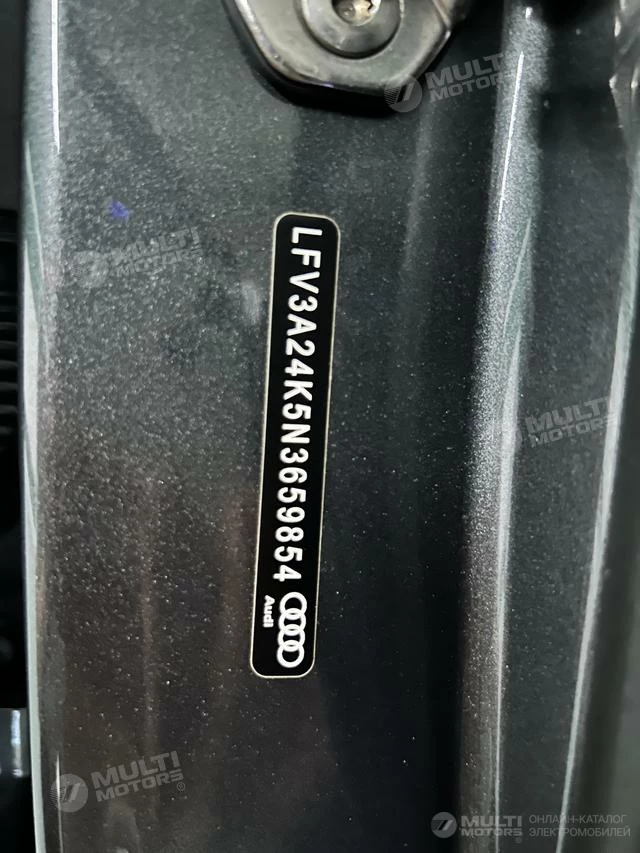 LFV3A24K5N3659854
Audi
MULTI
MOTORS
MULTI
MOTORS
MULTI
MOTORS
MULTI
MOTORS®
MULTI
MOTORS®
ОНЛАЙН-КАТАЛОГ
ЭЛЕКТРОМОБИЛЕЙ